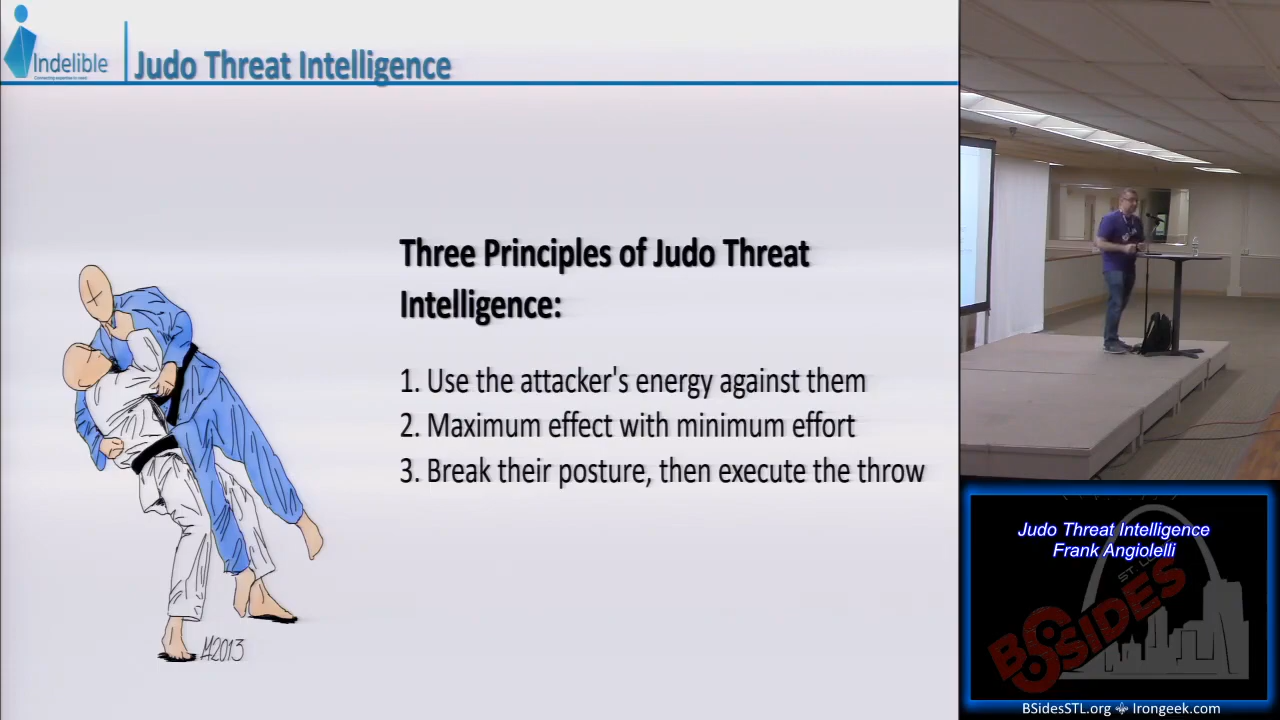 Indelible
Judo Threat Intelligence
Three Principles of Judo Threat
Intelligence:
1. Use the attacker's energy against them
2. Maximum effect with minimum effort
3. Break their posture, then execute the throw
M2013
Judo Threat Intelligence
Frank Angiolelli
ST. LOUIS
BSIDES
BSidesSTL.org ⚜ Irongeek.com